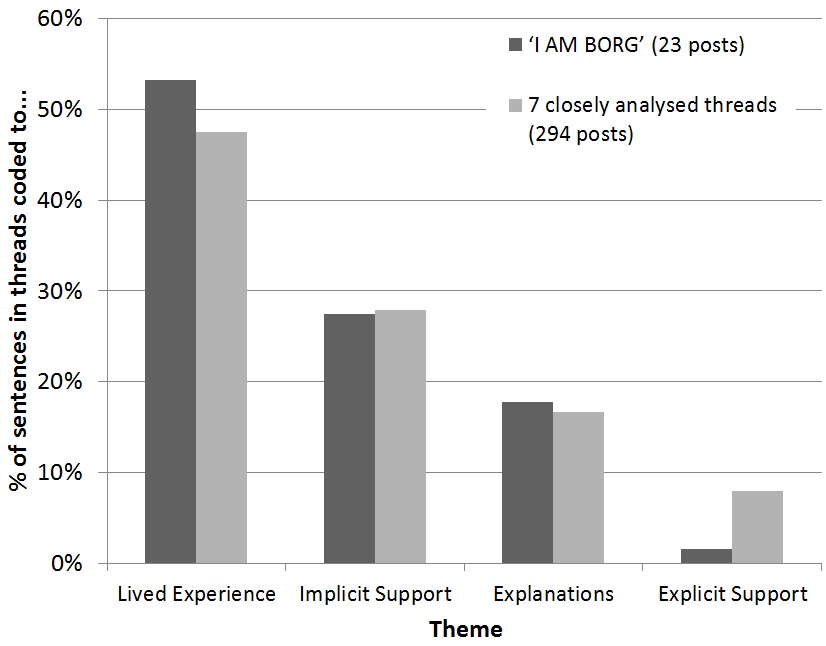 60%
50%
40%
30%
20%
10%
0%
% of sentences in threads coded to...
‘I AM BORG’ (23 posts)
7 closely analysed threads
(294 posts)
Lived Experience
Implicit Support
Explanations
Explicit Support
Theme